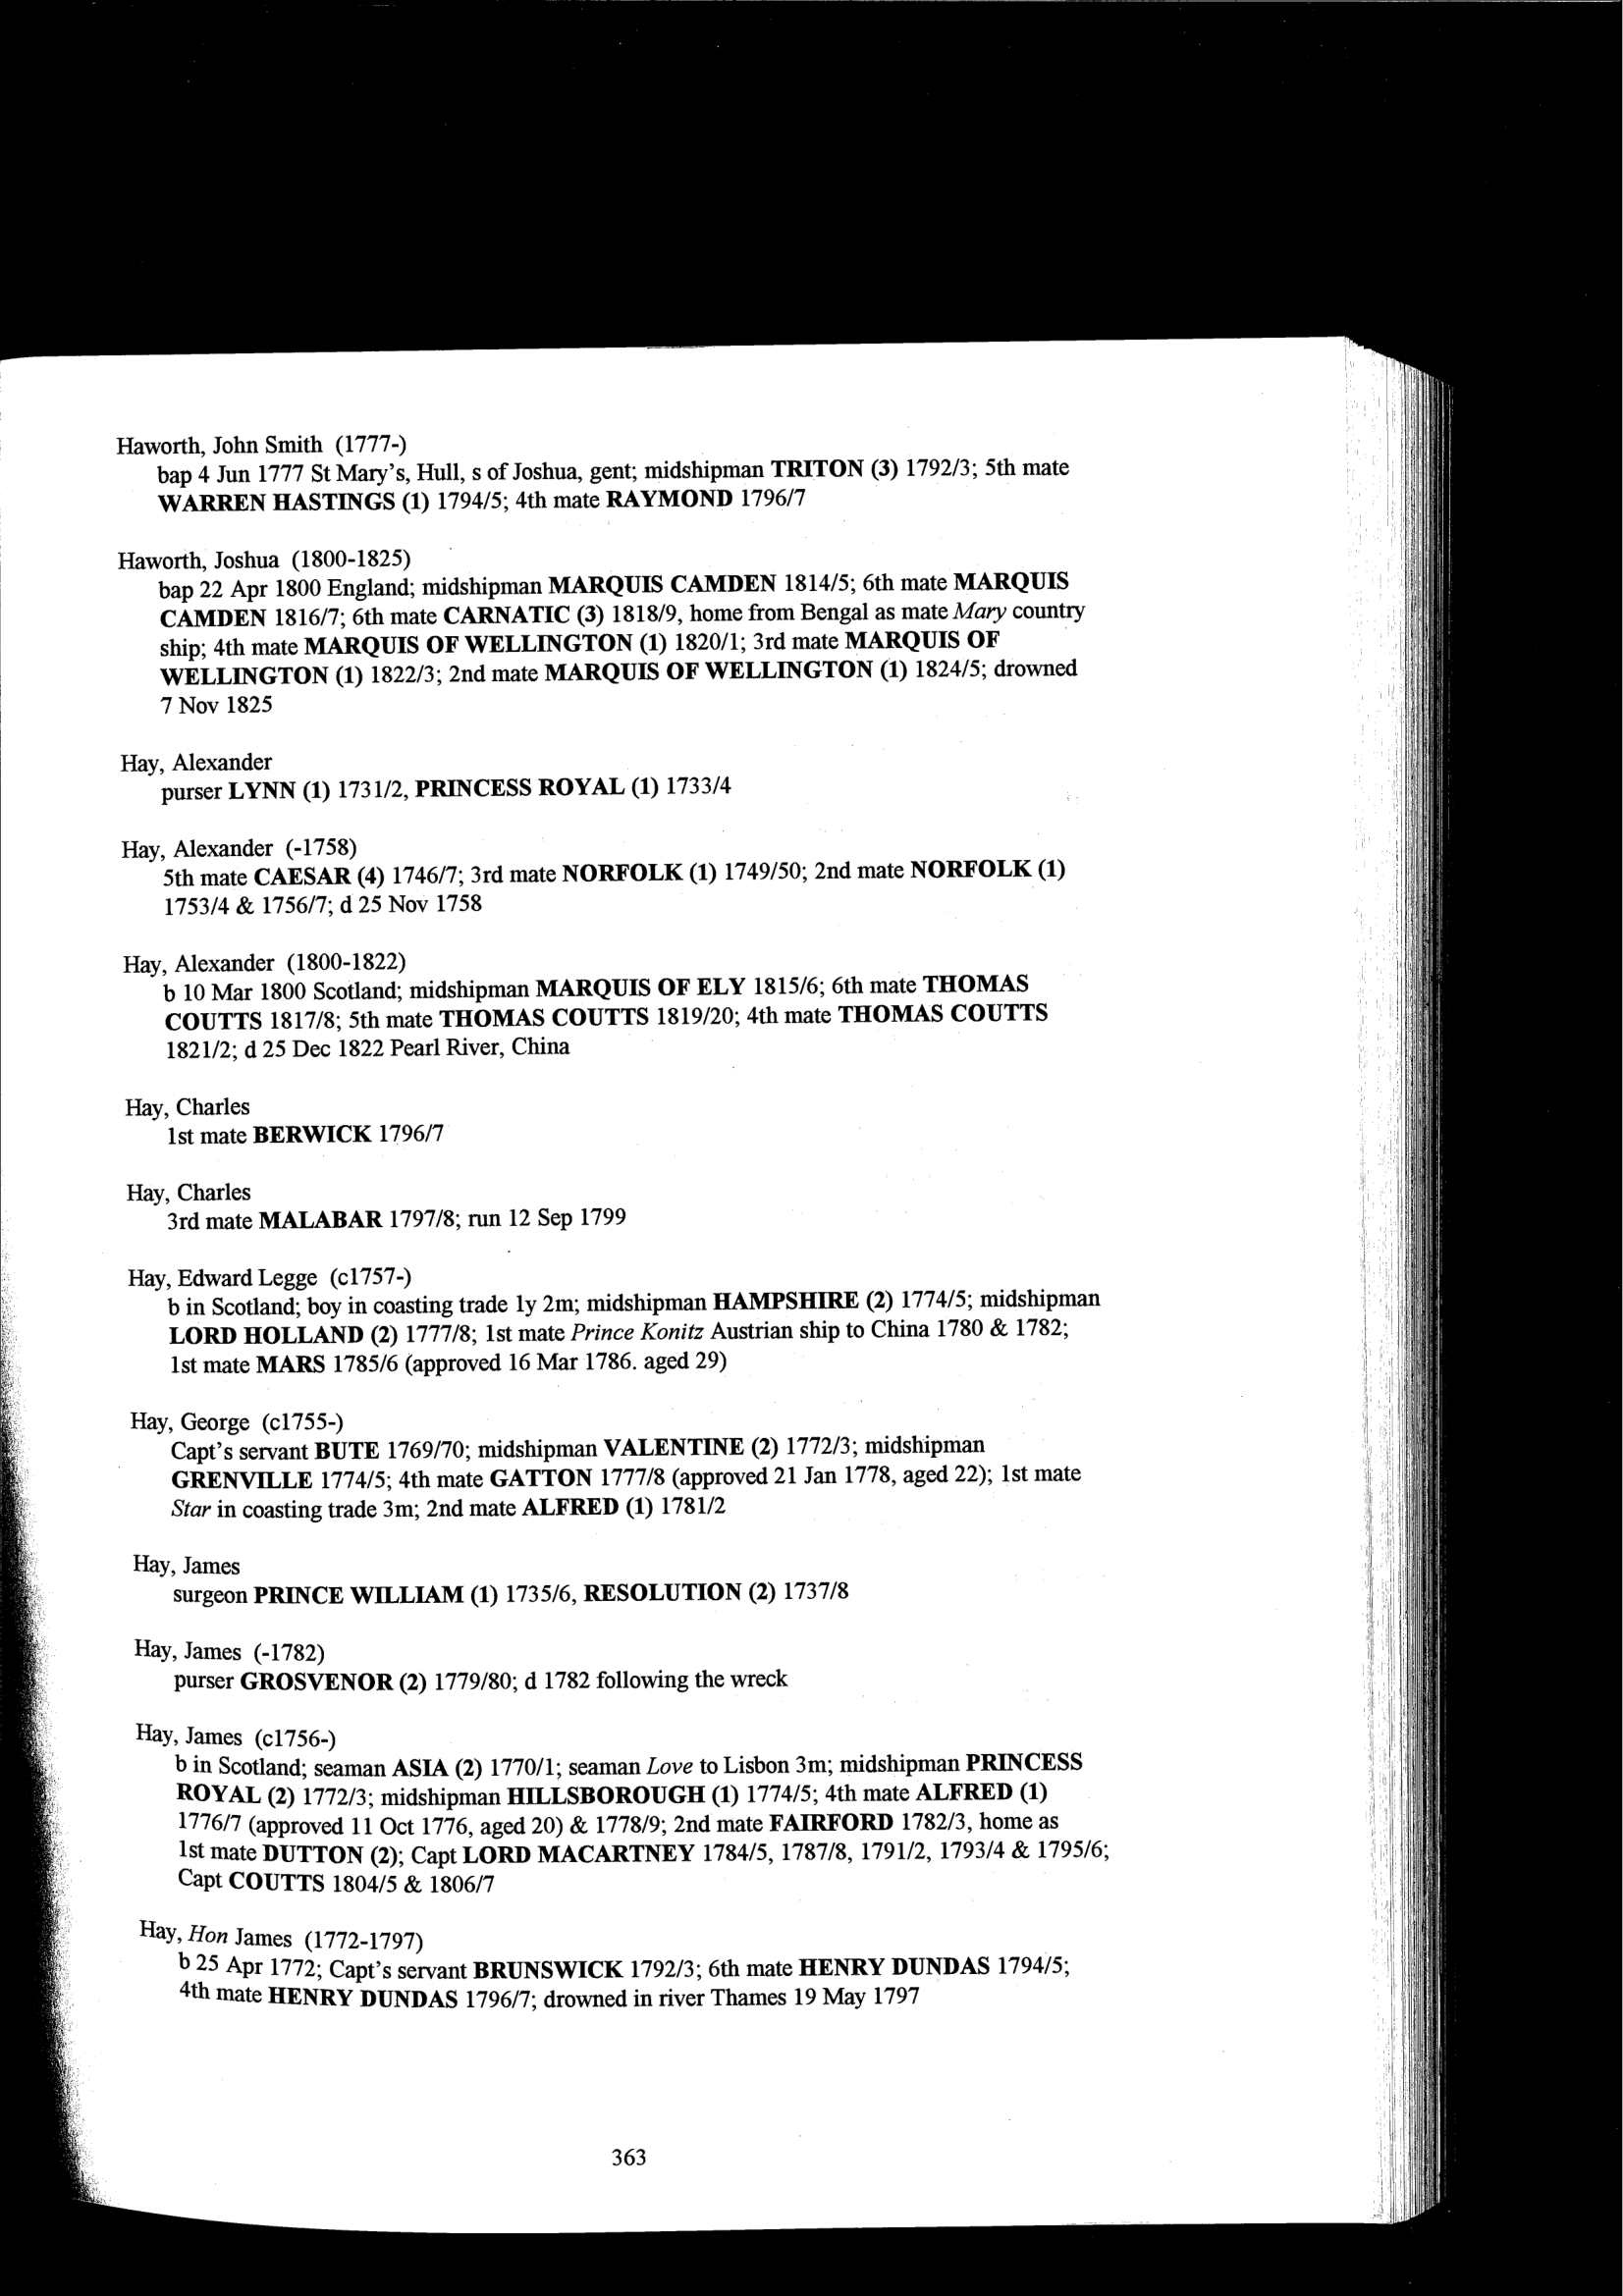 Haworth, John Smith (1777-)
bap 4 Jun 1777 St Mary's, Hull, s of Joshua, gent; midshipman TRITON (3) 1792/3; 5th mate
WARREN HASTINGS (1) 1794/5; 4th mate RAYMOND 1796/7
Haworth, Joshua (1800-1825)
bap 22 Apr 1800 England; midshipman MARQUIS CAMDEN 1814/5; 6th mate MARQUIS
CAMDEN 1816/7; 6th mate CARNATIC (3) 1818/9, home from Bengal as mate Mary country
ship; 4th mate MARQUIS OF WELLINGTON (1) 1820/1; 3rd mate MARQUIS OF
WELLINGTON (1) 1822/3; 2nd mate MARQUIS OF WELLINGTON (1) 1824/5; drowned
7 Nov 1825
Hay, Alexander
purser LYNN (1) 1731/2, PRINCESS ROYAL (1) 1733/4
Hay, Alexander (-1758)
5th mate CAESAR (4) 1746/7; 3rd mate NORFOLK (1) 1749/50; 2nd mate NORFOLK (1)
1753/4 & 1756/7; d 25 Nov 1758
Hay, Alexander (1800-1822)
b 10 Mar 1800 Scotland; midshipman MARQUIS OF ELY 1815/6; 6th mate THOMAS
COUTTS 1817/8; 5th mate THOMAS COUTTS 1819/20; 4th mate THOMAS COUTTS
1821/2; d 25 Dec 1822 Pearl River, China
Hay, Charles
1st mate BERWICK 1796/7
Hay, Charles
3rd mate MALABAR 1797/8; run 12 Sep 1799
Hay, Edward Legge (c1757-)
b in Scotland; boy in coasting trade 1y 2m; midshipman HAMPSHIRE (2) 1774/5; midshipman
LORD HOLLAND (2) 1777/8; 1st mate Prince Konitz Austrian ship to China 1780 & 1782;
1st mate MARS 1785/6 (approved 16 Mar 1786. aged 29)
Hay, George (c1755-)
Capt's servant BUTE 1769/70; midshipman VALENTINE (2) 1772/3; midshipman
GRENVILLE 1774/5; 4th mate GATTON 1777/8 (approved 21 Jan 1778, aged 22); 1st mate
Star in coasting trade 3m; 2nd mate ALFRED (1) 1781/2
Hay, James
surgeon PRINCE WILLIAM (1) 1735/6, RESOLUTION (2) 1737/8
Hay, James (-1782)
purser GROSVENOR (2) 1779/80; d 1782 following the wreck
Hay, James (c1756-)
b in Scotland; seaman ASIA (2) 1770/1; seaman Love to Lisbon 3m; midshipman PRINCESS
ROYAL (2) 1772/3; midshipman HILLSBOROUGH (1) 1774/5; 4th mate ALFRED (1)
1776/7 (approved 11 Oct 1776, aged 20) & 1778/9; 2nd mate FAIRFORD 1782/3, home as
1st mate DUTTON (2); Capt LORD MACARTNEY 1784/5, 1787/8, 1791/2, 1793/4 & 1795/6;
Capt COUTTS 1804/5 & 1806/7
Hay, Hon James (1772-1797)
b 25 Apr 1772; Capt's servant BRUNSWICK 1792/3; 6th mate HENRY DUNDAS 1794/5;
4th mate HENRY DUNDAS 1796/7; drowned in river Thames 19 May 1797
363